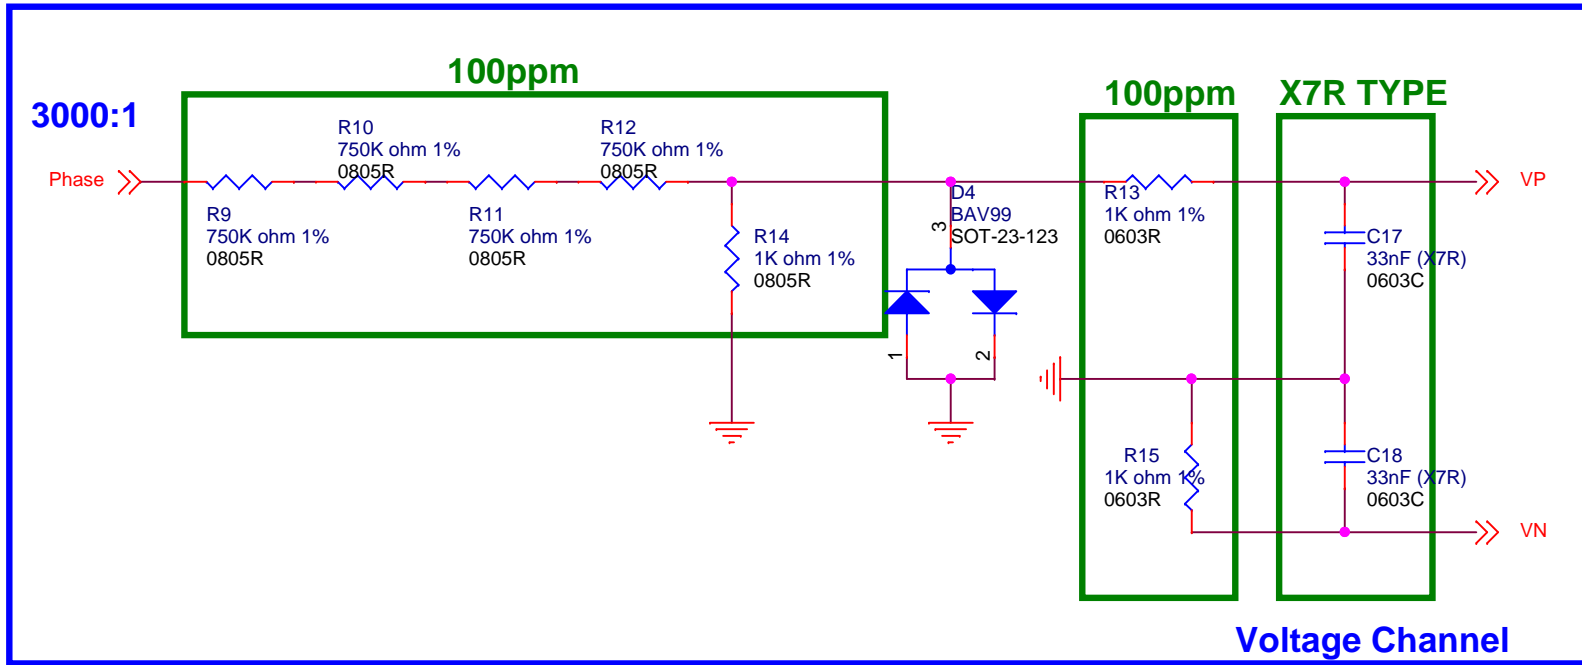 100ppm
100ppm
X7R TYPE
3000:1
R10
750K ohm 1%
0805R
R12
750K ohm 1%
0805R
Phase
R9
750K ohm 1%
0805R
R11
750K ohm 1%
0805R
R14
1K ohm 1%
0805R
D4
BAV99
SOT-23-123
3
1
2
R13
1K ohm 1%
0603R
VP
C17
33nF (X7R)
0603C
R15
1K ohm 1%
0603R
C18
33nF (X7R)
0603C
VN
Voltage Channel